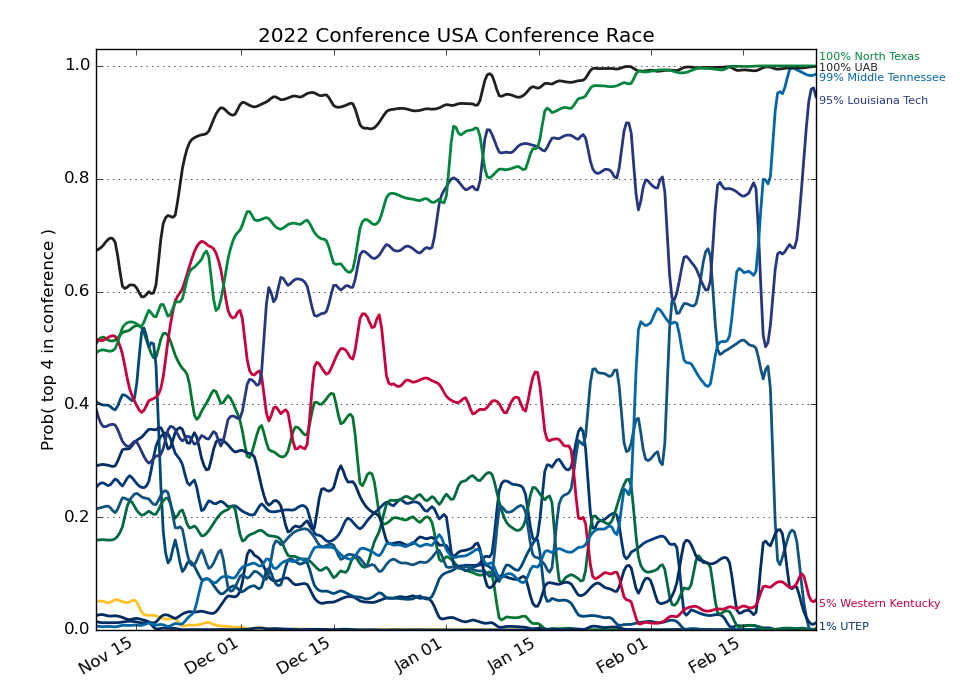 2022 Conference USA Conference Race
Prob( top 4 in conference )
1.0
0.8
0.6
0.4
0.2
0.0
Nov 15
Dec 01
Dec 15
Jan 01
Jan 15
Feb 01
Feb 15
100% North Texas
100% UAB
99% Middle Tennessee
95% Louisiana Tech
5% Western Kentucky
1% UTEP